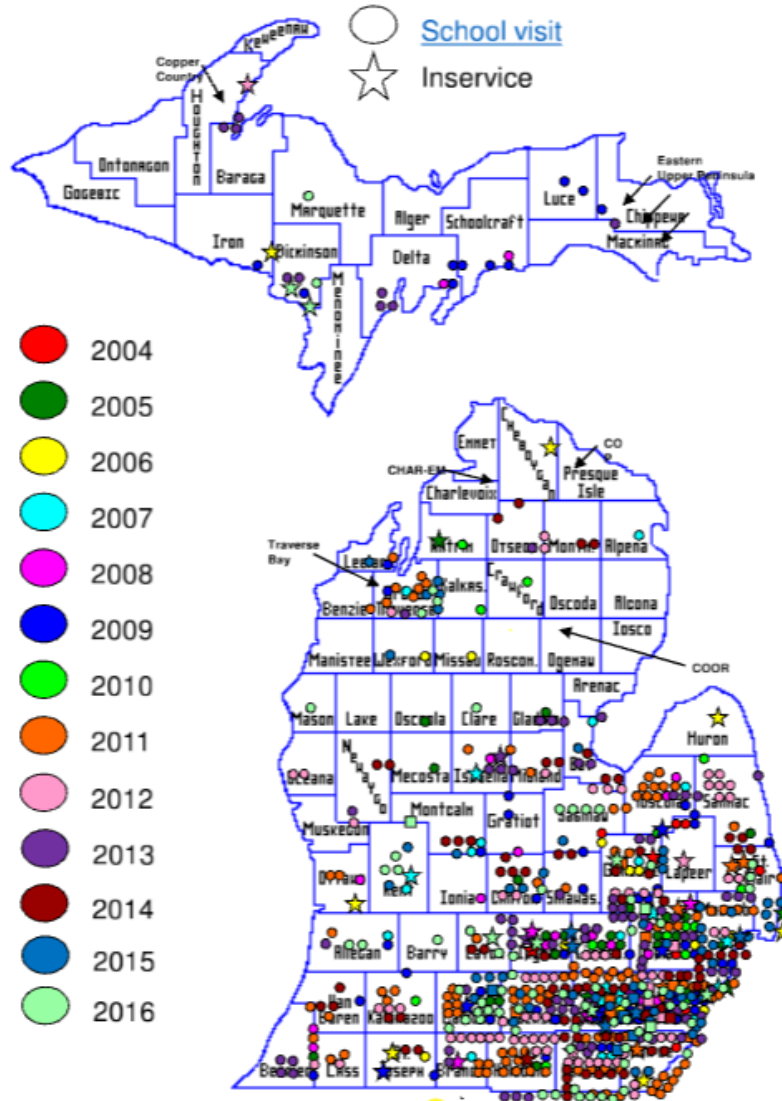 School visit
Inservice
Keweenaw
Copper
Country
Houghton
Ontonagon
Gogebic
Baraga
Marquette
Alger
Schoolcraft
Luce
Eastern
Upper Peninsula
Chippewa
Mackinac
Iron
Dickinson
Delta
Menominee
2004
2005
2006
2007
2008
2009
2010
2011
2012
2013
2014
2015
2016
Emmet
Cheboygan
CO
Presque
Isle
CHAR-EM
Charlevoix
Antrim
Otsego
Montm.
Alpena
Traverse
Bay
Kalkas.
Crawford
Oscoda
Alcona
Benzie
Manistee
Wexford
Missau
Roscom.
Ogemaw
Iosco
COOR
Arenac
Mason
Lake
Osceola
Clare
Huron
Newaygo
Mecosta
Isabella
Bay
Oceana
Montcalm
Gratiot
Saginaw
Tuscola
Sanilac
Muskegon
Ottawa
Kent
Ionia
Clinton
Shiawas.
Lapeer
St.
Clair
Allegan
Barry
Van
Buren
Kalamazoo
Berrien
Cass
Joseph
Branch